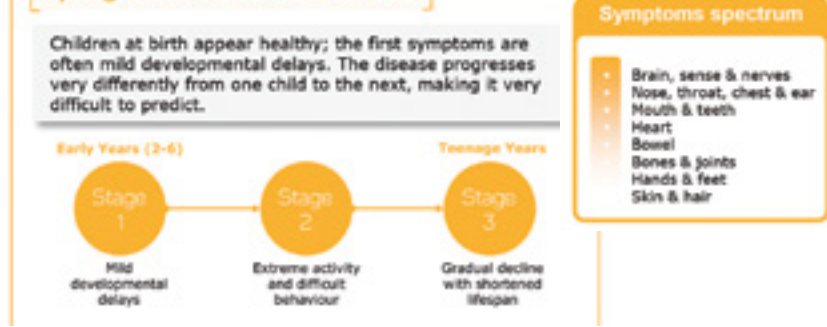 Children at birth appear healthy; the first symptoms are
often mild developmental delays. The disease progresses
very differently from one child to the next, making it very
difficult to predict.
Early Years (2-6)
Teenage Years
Stage
1
Stage
2
Stage
3
Mild
developmental
delays
Extreme activity
and difficult
behaviour
Gradual decline
with shortened
lifespan
Symptoms spectrum
Brain, sense & nerves
Nose, throat, chest & ear
Mouth & teeth
Heart
Bowel
Bones & joints
Hands & feet
Skin & hair